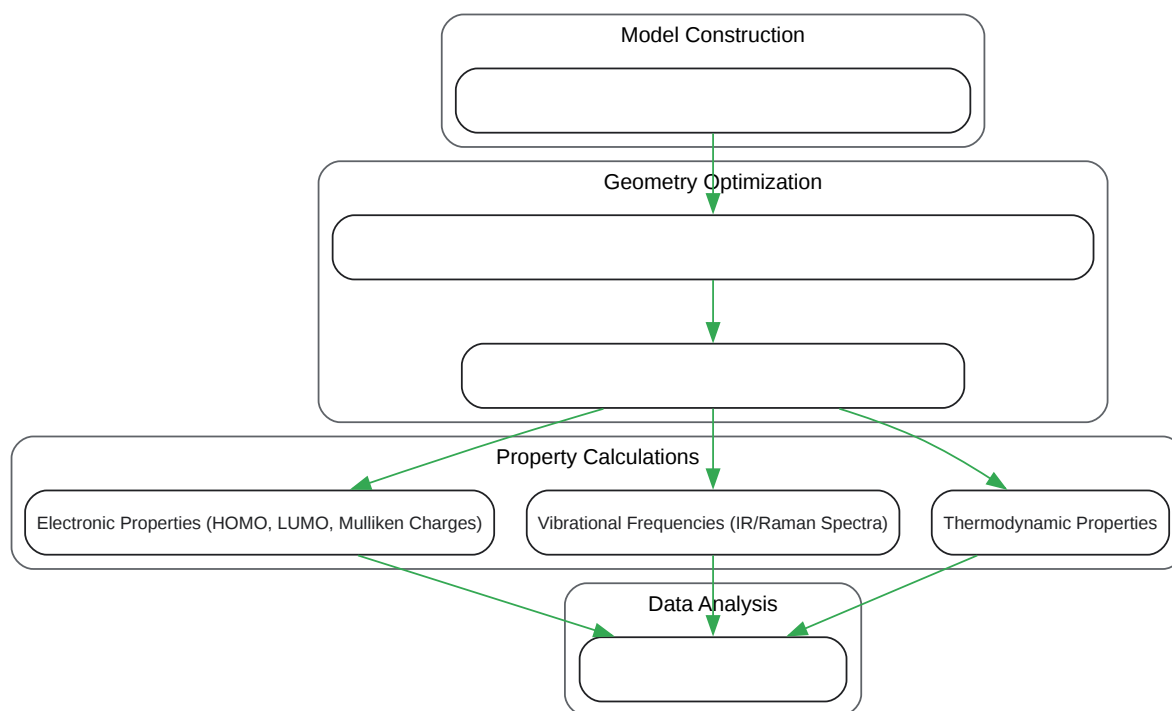 Model Construction
Geometry Optimization
Property Calculations
Electronic Properties (HOMO, LUMO, Mulliken Charges)
Vibrational Frequencies (IR/Raman Spectra)
Thermodynamic Properties
Data Analysis